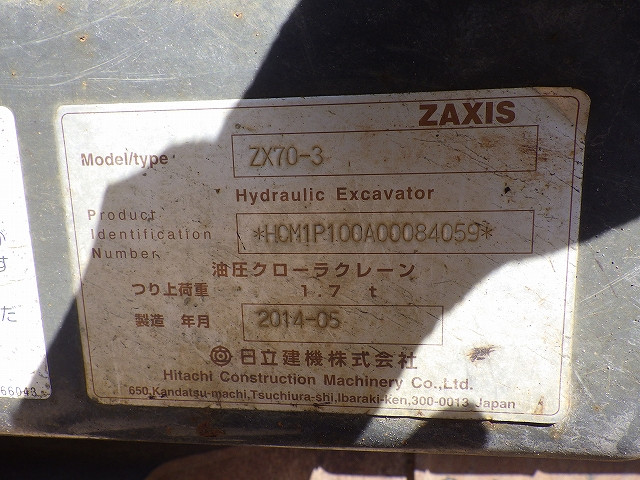 ZAXIS
Model/type ZX70-3
Hydraulic Excavator
Product
Identification
Number
*HCM1P100A00084059*
油圧クローラクレーン
つり上荷重 1.7 t
製造 年月 2014-05
日立建機株式会社
Hitachi Construction Machinery Co.,Ltd.
650,Kandatsu-machi,Tsuchiura-shi,Ibaraki-ken,300-0013 Japan
す
た
66043